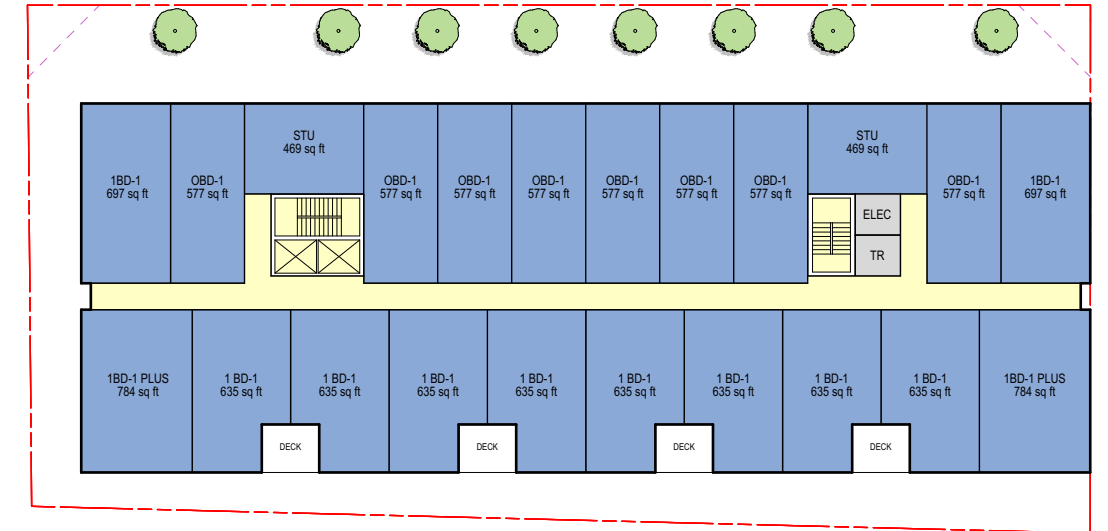 STU
469 sq ft
STU
469 sq ft
1BD-1
697 sq ft
OBD-1
577 sq ft
OBD-1
577 sq ft
OBD-1
577 sq ft
OBD-1
577 sq ft
OBD-1
577 sq ft
OBD-1
577 sq ft
OBD-1
577 sq ft
OBD-1
577 sq ft
1BD-1
697 sq ft
ELEC
TR
1BD-1 PLUS
784 sq ft
1 BD-1
635 sq ft
1 BD-1
635 sq ft
1 BD-1
635 sq ft
1 BD-1
635 sq ft
1 BD-1
635 sq ft
1 BD-1
635 sq ft
1 BD-1
635 sq ft
1 BD-1
635 sq ft
1BD-1 PLUS
784 sq ft
DECK
DECK
DECK
DECK